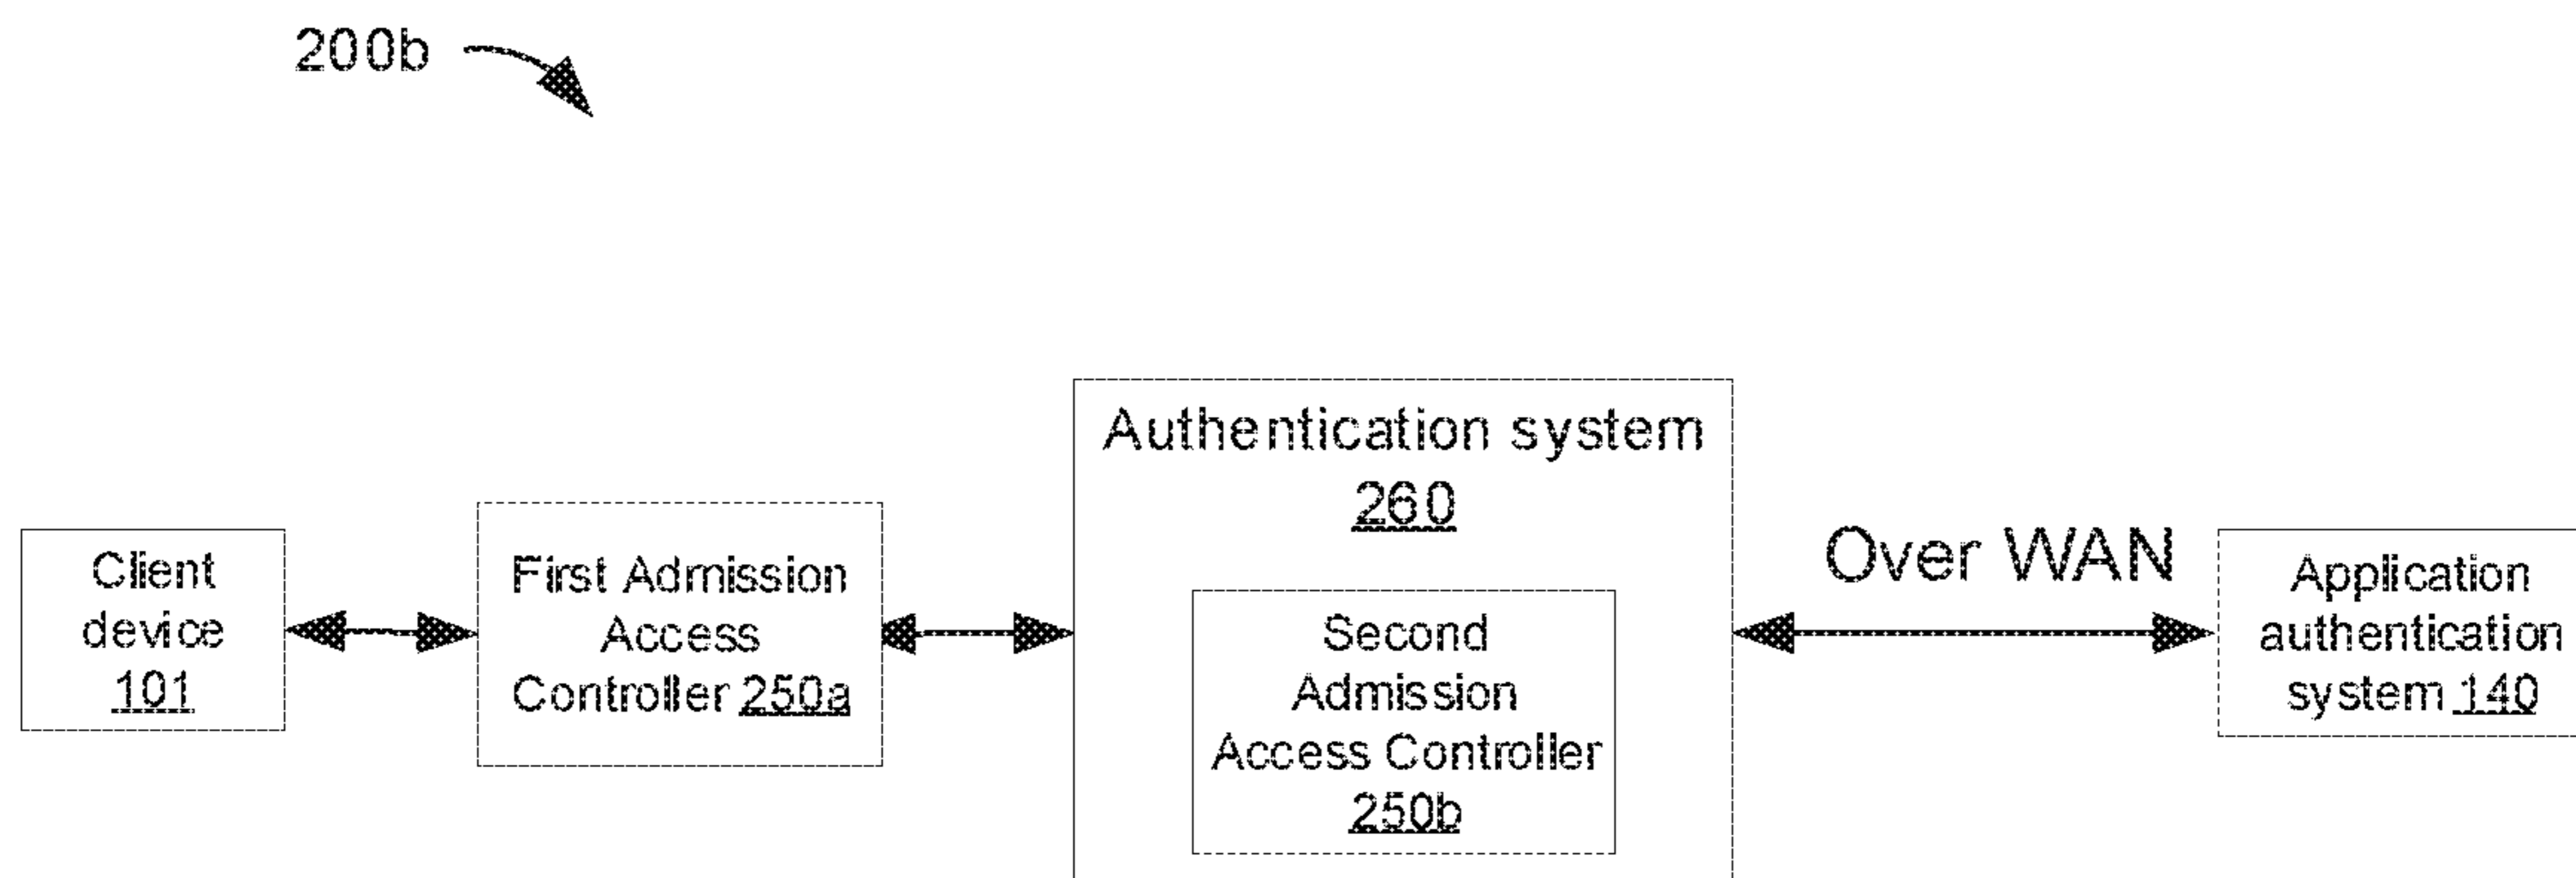 200b
Client
device
101
First Admission
Access
Controller 250a
Authentication system
260
Second
Admission
Access Controller
250b
Over WAN
Application
authentication
system 140